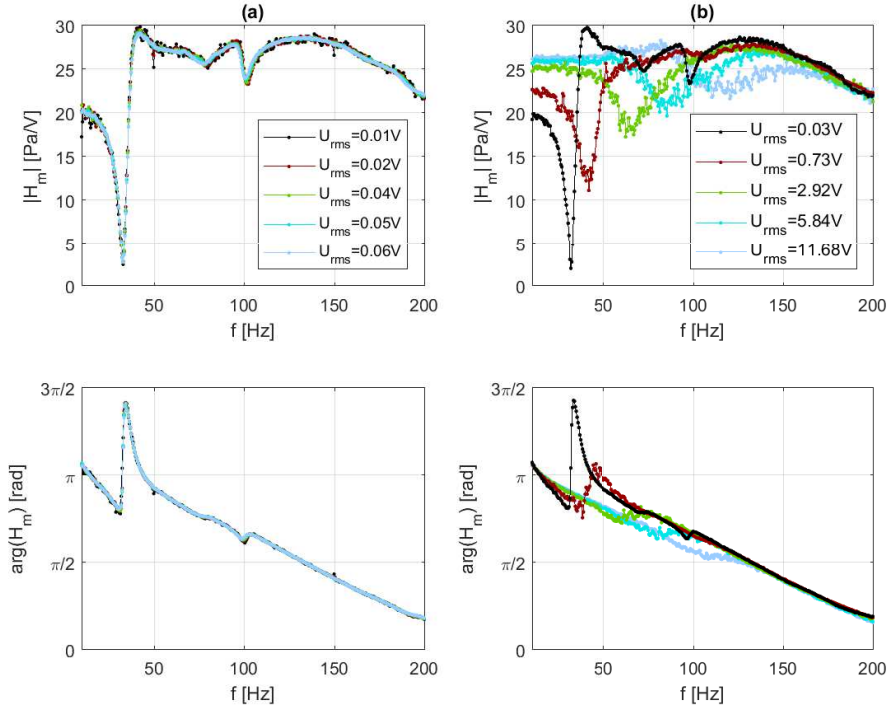 (a)
30
25
20
15
10
5
0
|H_m| [Pa/V]
U_rms=0.01V
U_rms=0.02V
U_rms=0.04V
U_rms=0.05V
U_rms=0.06V
50 100 150 200
f [Hz]
(b)
30
25
20
15
10
5
0
|H_m| [Pa/V]
U_rms=0.03V
U_rms=0.73V
U_rms=2.92V
U_rms=5.84V
U_rms=11.68V
50 100 150 200
f [Hz]
3π/2
π
π/2
0
arg(H_m) [rad]
50 100 150 200
f [Hz]
3π/2
π
π/2
0
arg(H_m) [rad]
50 100 150 200
f [Hz]